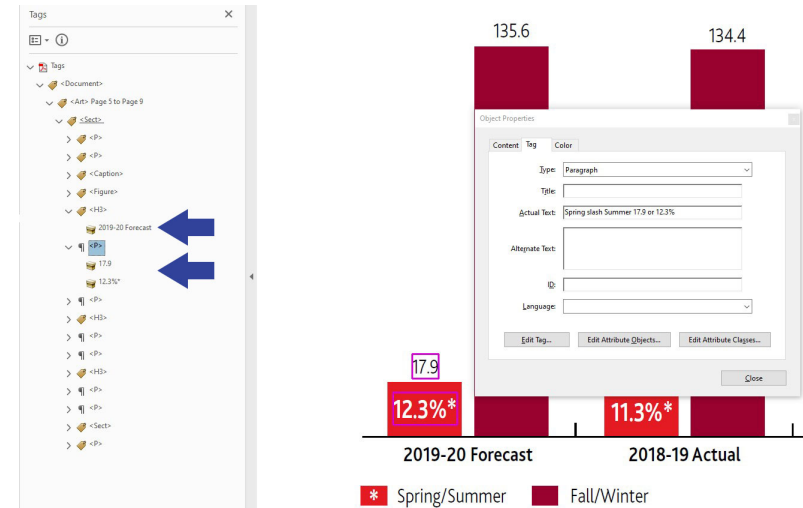 Tags
Tags
<Document>
<Art> Page 5 to Page 9
<Sect>
<P>
<P>
<Caption>
<Figure>
<H3>
2019-20 Forecast
<P>
17.9
12.3%*
<P>
<H3>
<P>
<P>
<H3>
<P>
<P>
<Sect>
<P>
135.6
134.4
Object Properties
Content Tag Color
Type: Paragraph
Title:
Actual Text: Spring slash Summer 17.9 or 12.3%
Alternate Text:
ID:
Language:
Edit Tag... Edit Attribute Objects... Edit Attribute Classes...
Close
17.9
12.3%*
11.3%*
2019-20 Forecast
2018-19 Actual
* Spring/Summer
Fall/Winter